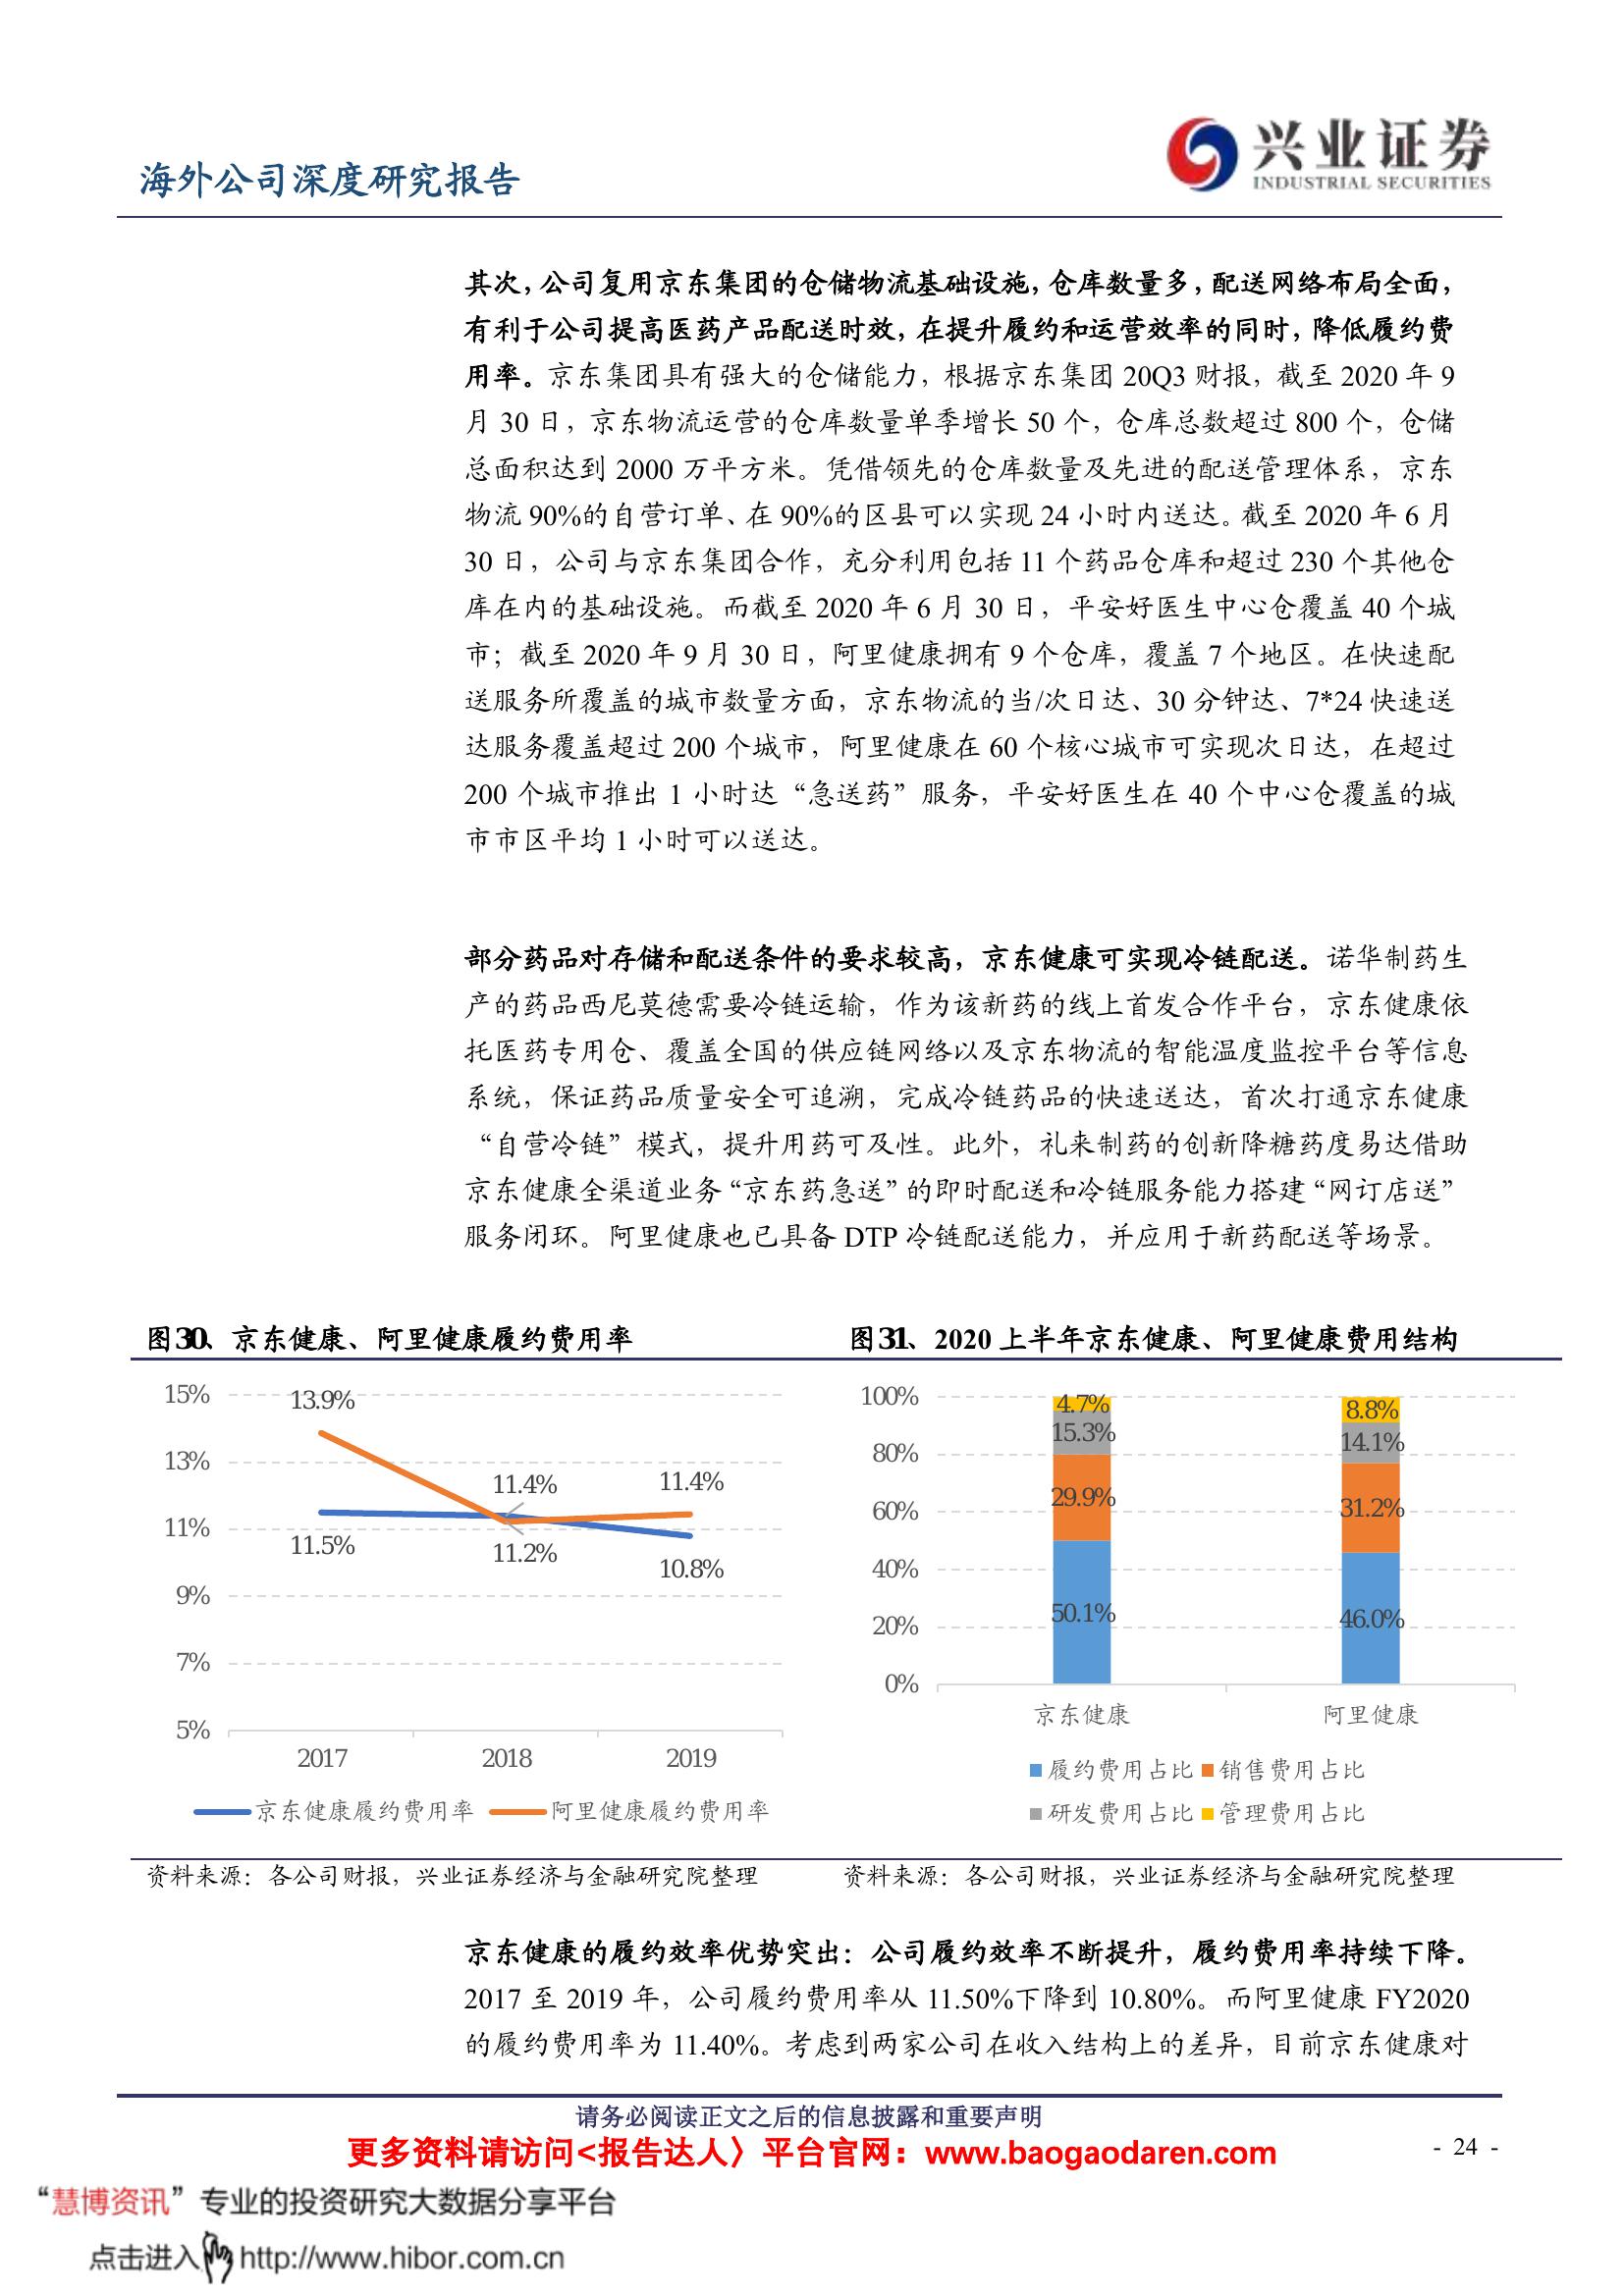 海外公司深度研究报告
兴业证券
INDUSTRIAL SECURITIES
其次，公司复用京东集团的仓储物流基础设施，仓库数量多，配送网络布局全面，
有利于公司提高医药产品配送时效，在提升履约和运营效率的同时，降低履约费
用率。京东集团具有强大的仓储能力，根据京东集团 20Q3 财报，截至 2020 年 9
月 30 日，京东物流运营的仓库数量单季增长 50 个，仓库总数超过 800 个，仓储
总面积达到 2000 万平方米。凭借领先的仓库数量及先进的配送管理体系，京东
物流 90%的自营订单、在 90%的区县可以实现 24 小时内送达。截至 2020 年 6 月
30 日，公司与京东集团合作，充分利用包括 11 个药品仓库和超过 230 个其他仓
库在内的基础设施。而截至 2020 年 6 月 30 日，平安好医生中心仓覆盖 40 个城
市；截至 2020 年 9 月 30 日，阿里健康拥有 9 个仓库，覆盖 7 个地区。在快速配
送服务所覆盖的城市数量方面，京东物流的当/次日达、30 分钟达、7*24 快速送
达服务覆盖超过 200 个城市，阿里健康在 60 个核心城市可实现次日达，在超过
200 个城市推出 1 小时达“急送药”服务，平安好医生在 40 个中心仓覆盖的城
市市区平均 1 小时可以送达。
部分药品对存储和配送条件的要求较高，京东健康可实现冷链配送。诺华制药生
产的药品西尼莫德需要冷链运输，作为该新药的线上首发合作平台，京东健康依
托医药专用仓、覆盖全国的供应链网络以及京东物流的智能温度监控平台等信息
系统，保证药品质量安全可追溯，完成冷链药品的快速送达，首次打通京东健康
“自营冷链”模式，提升用药可及性。此外，礼来制药的创新降糖药度易达借助
京东健康全渠道业务“京东药急送”的即时配送和冷链服务能力搭建“网订店送”
服务闭环。阿里健康也已具备 DTP 冷链配送能力，并应用于新药配送等场景。
图30、京东健康、阿里健康履约费用率
15%
13%
11%
9%
7%
5%
13.9%
11.4%
11.4%
11.5%
11.2%
10.8%
2017 2018 2019
京东健康履约费用率 阿里健康履约费用率
资料来源：各公司财报，兴业证券经济与金融研究院整理
图31、2020 上半年京东健康、阿里健康费用结构
100%
80%
60%
40%
20%
0%
4.7% 8.8%
15.3% 14.1%
29.9% 31.2%
50.1% 46.0%
京东健康 阿里健康
履约费用占比 销售费用占比
研发费用占比 管理费用占比
资料来源：各公司财报，兴业证券经济与金融研究院整理
京东健康的履约效率优势突出：公司履约效率不断提升，履约费用率持续下降。
2017 至 2019 年，公司履约费用率从 11.50%下降到 10.80%。而阿里健康 FY2020
的履约费用率为 11.40%。考虑到两家公司在收入结构上的差异，目前京东健康对
请务必阅读正文之后的信息披露和重要声明
更多资料请访问<报告达人〉平台官网：www.baogaodaren.com
- 24 -
“慧博资讯”专业的投资研究大数据分享平台
点击进入http://www.hibor.com.cn